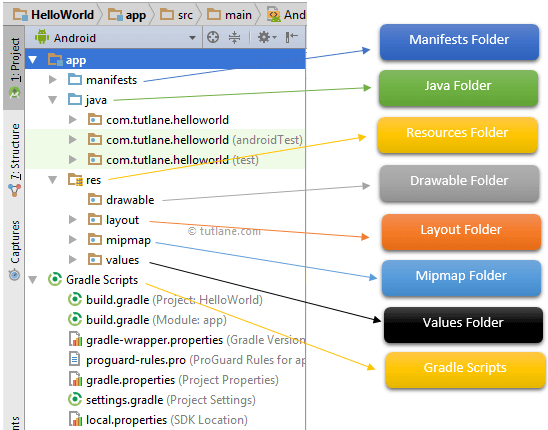 HelloWorld app src main An
Android
1: Project
7: Structure
Captures
nts
app
manifests
java
com.tutlane.helloworld
com.tutlane.helloworld (androidTest)
com.tutlane.helloworld (test)
res
drawable
layout
© tutlane.com
mipmap
values
Gradle Scripts
build.gradle (Project: HelloWorld)
build.gradle (Module: app)
gradle-wrapper.properties (Gradle Version
proguard-rules.pro (ProGuard Rules for ap
gradle.properties (Project Properties)
settings.gradle (Project Settings)
local.properties (SDK Location)
Manifests Folder
Java Folder
Resources Folder
Drawable Folder
Layout Folder
Mipmap Folder
Values Folder
Gradle Scripts